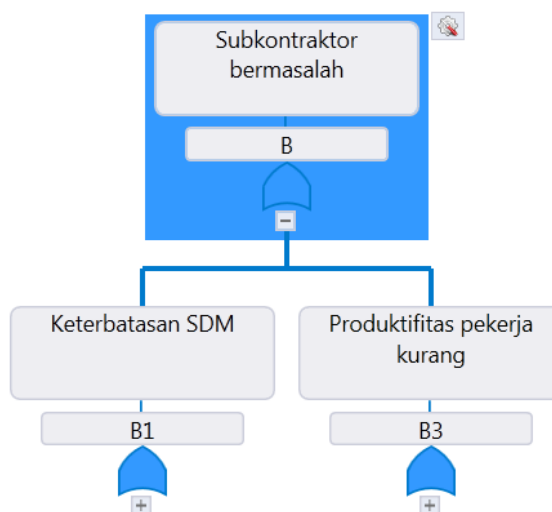 Subkontraktor
bermasalah
B
Keterbatasan SDM
Produktifitas pekerja
kurang
B1
B3